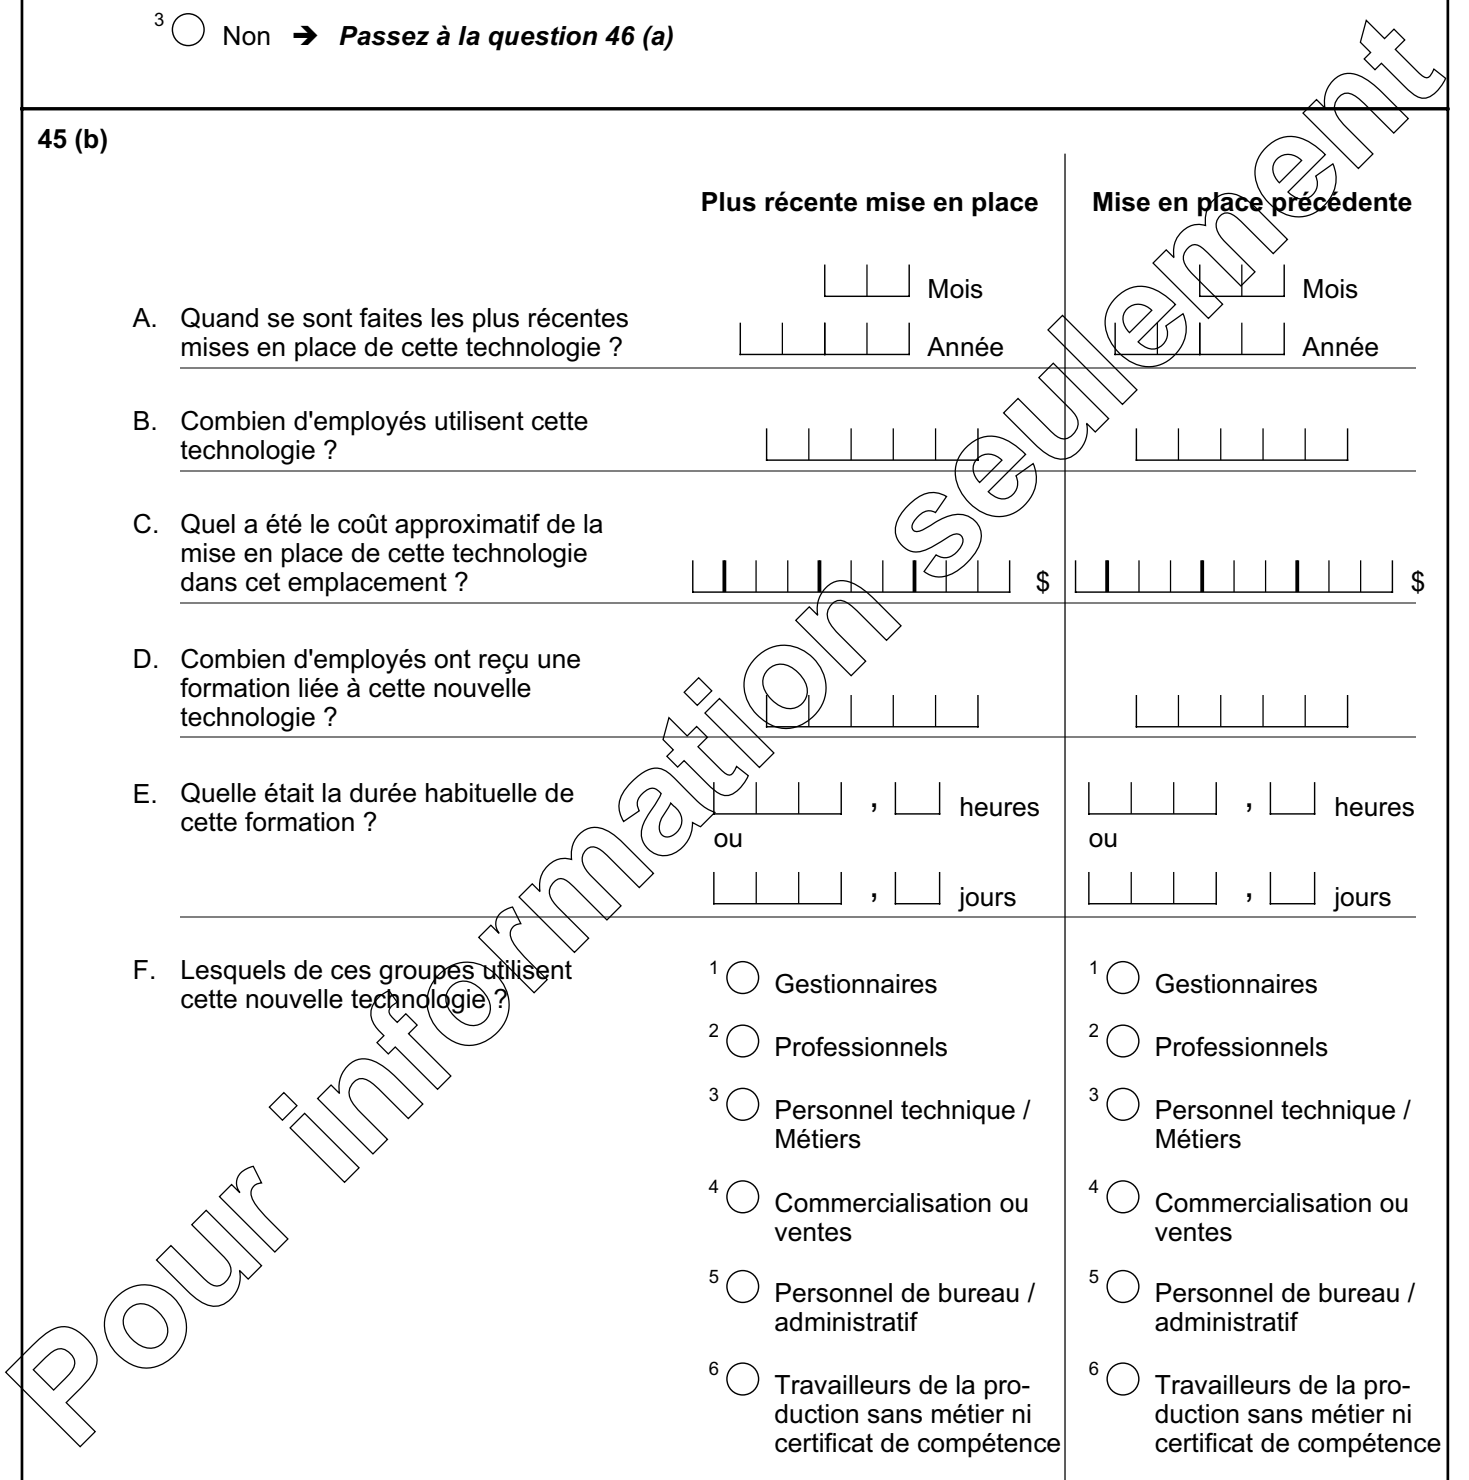 3 Non ➔ Passez à la question 46 (a)
45 (b)
Plus récente mise en place
Mise en place précédente
A. Quand se sont faites les plus récentes
mises en place de cette technologie ?
Mois
Année
Mois
Année
B. Combien d'employés utilisent cette
technologie ?
C. Quel a été le coût approximatif de la
mise en place de cette technologie
dans cet emplacement ?
$
$
D. Combien d'employés ont reçu une
formation liée à cette nouvelle
technologie ?
E. Quelle était la durée habituelle de
cette formation ?
, heures
ou
, jours
, heures
ou
, jours
F. Lesquels de ces groupes utilisent
cette nouvelle technologie ?
1 Gestionnaires
2 Professionnels
3 Personnel technique /
Métiers
4 Commercialisation ou
ventes
5 Personnel de bureau /
administratif
6 Travailleurs de la pro-
duction sans métier ni
certificat de compétence
1 Gestionnaires
2 Professionnels
3 Personnel technique /
Métiers
4 Commercialisation ou
ventes
5 Personnel de bureau /
administratif
6 Travailleurs de la pro-
duction sans métier ni
certificat de compétence
Pour information seulement